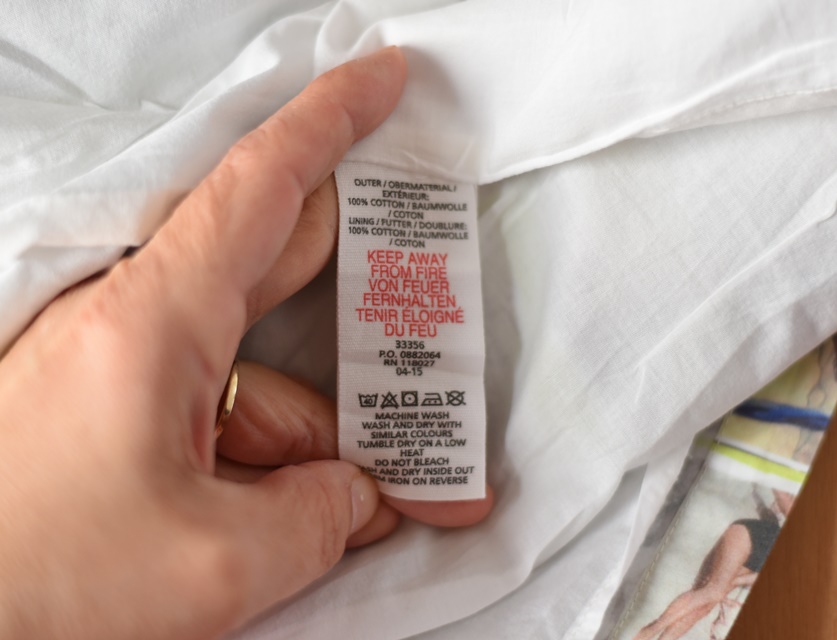 OUTER / OBERMATERIAL /
EXTÉRIEUR:
100% COTTON / BAUMWOLLE
/ COTON
LINING / FUTTER / DOUBLURE:
100% COTTON / BAUMWOLLE
/ COTON
KEEP AWAY
FROM FIRE
VON FEUER
FERNHALTEN
TENIR ÉLOIGNÉ
DU FEU
33356
P.O. 0882064
RN 118027
04-15
40
MACHINE WASH
WASH AND DRY WITH
SIMILAR COLOURS
TUMBLE DRY ON A LOW
HEAT
DO NOT BLEACH
AND DRY INSIDE OUT
IRON ON REVERSE